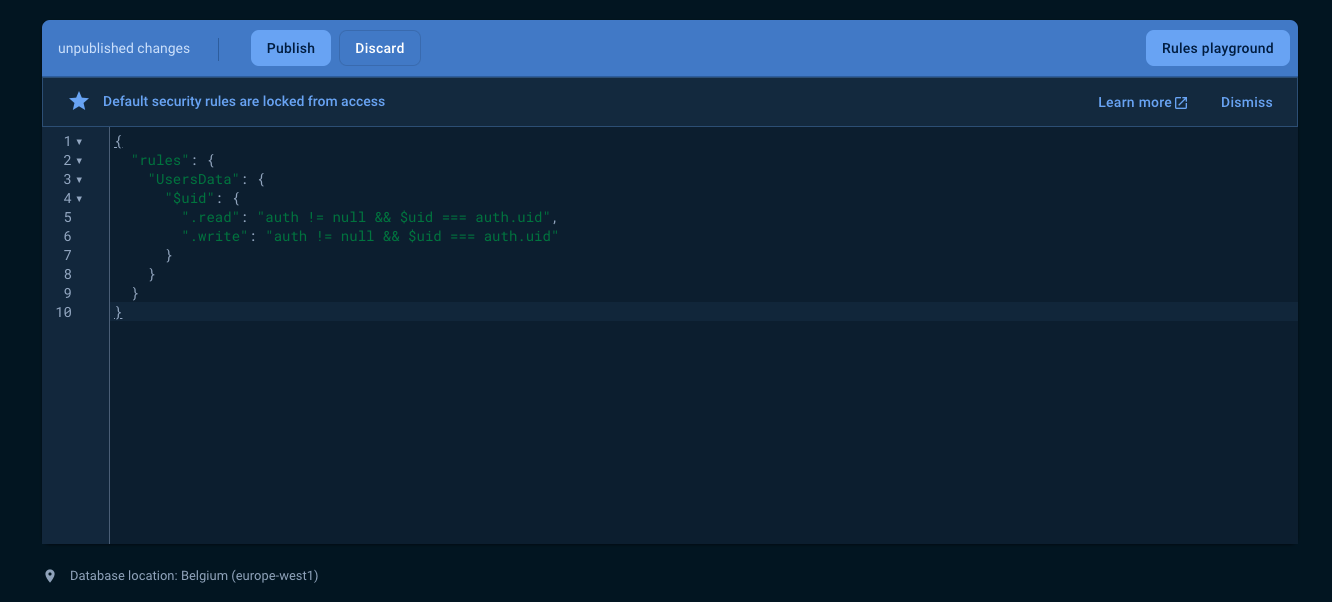 unpublished changes Publish Discard Rules playground
Default security rules are locked from access Learn more Dismiss
1 {
2 "rules": {
3 "UsersData": {
4 "$uid": {
5 ".read": "auth != null && $uid === auth.uid",
6 ".write": "auth != null && $uid === auth.uid"
7 }
8 }
9 }
10 }
Database location: Belgium (europe-west1)